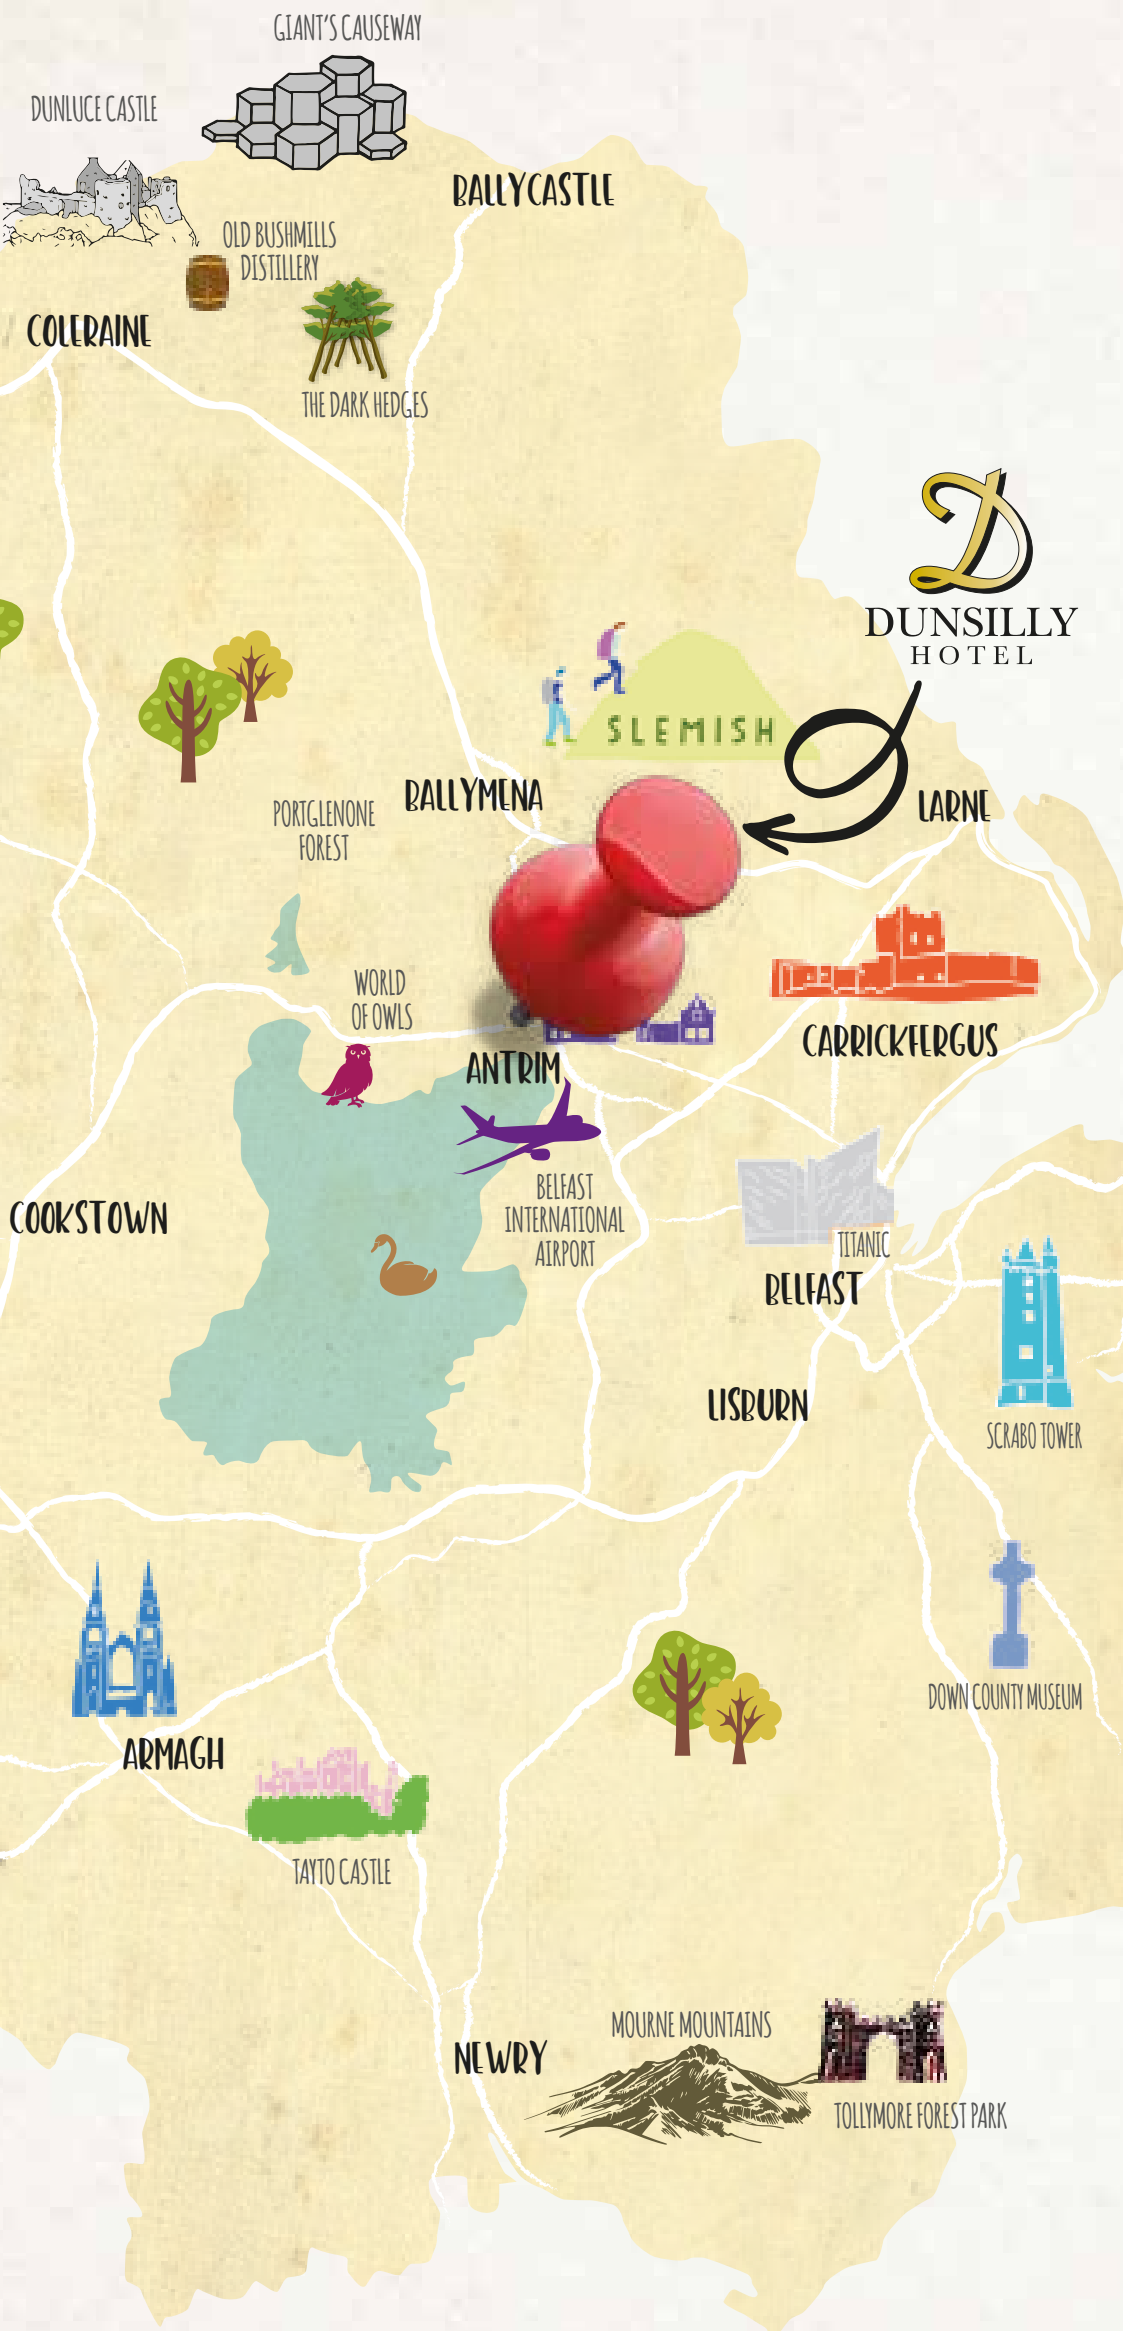 GIANT'S CAUSEWAY
DUNLUCE CASTLE
BALLYCASTLE
OLD BUSHMILLS
DISTILLERY
COLERAINE
THE DARK HEDGES
D
DUNSILLY
HOTEL
SLEMISH
BALLYMENA
LARNE
PORTGLENONE
FOREST
WORLD
OF OWLS
CARRICKFERGUS
ANTRIM
BELFAST
INTERNATIONAL
AIRPORT
COOKSTOWN
TITANIC
BELFAST
LISBURN
SCRABO TOWER
DOWN COUNTY MUSEUM
ARMAGH
TAYTO CASTLE
MOURNE MOUNTAINS
NEWRY
TOLLYMORE FOREST PARK